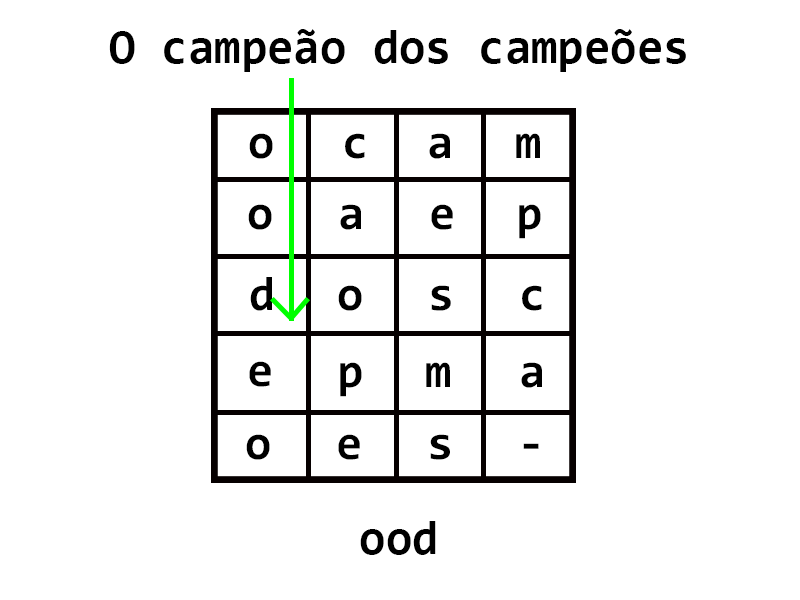 O campeão dos campeões
o c a m
o a e p
d o s c
e p m a
o e s -
ood